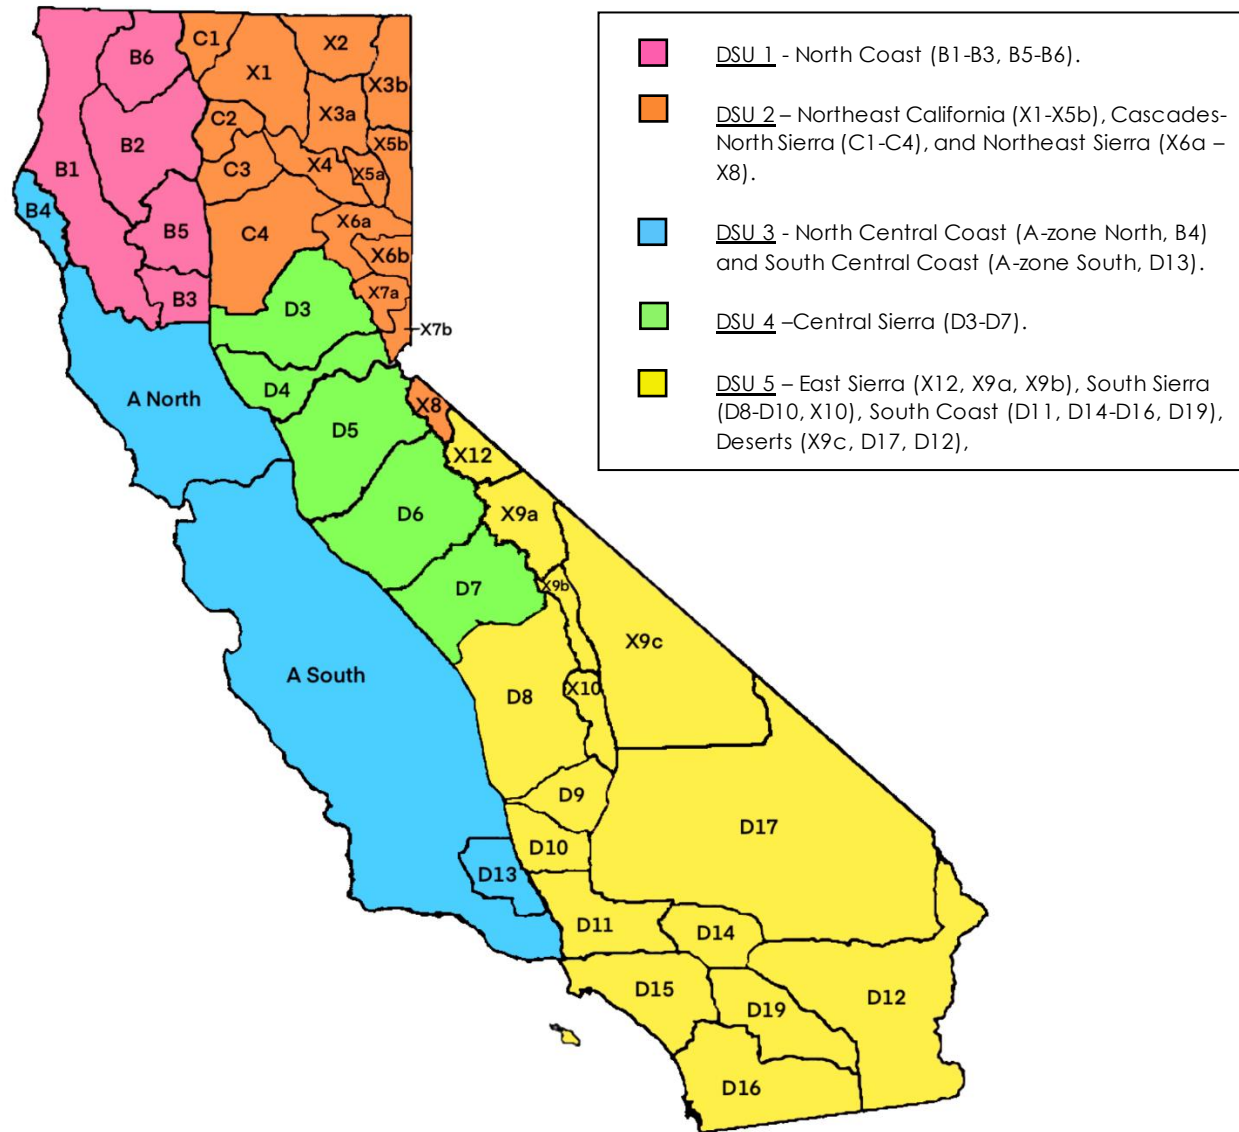 DSU 1 - North Coast (B1-B3, B5-B6).
DSU 2 – Northeast California (X1-X5b), Cascades-
North Sierra (C1-C4), and Northeast Sierra (X6a –
X8).
DSU 3 - North Central Coast (A-zone North, B4)
and South Central Coast (A-zone South, D13).
DSU 4 –Central Sierra (D3-D7).
DSU 5 – East Sierra (X12, X9a, X9b), South Sierra
(D8-D10, X10), South Coast (D11, D14-D16, D19),
Deserts (X9c, D17, D12),
C1
X2
B6
X1
X3b
C2
X3a
B2
X5b
B1
C3
X4
X5a
B4
X6a
B5
C4
X6b
X7a
B3
D3
X7b
D4
A North
X8
D5
X12
D6
X9a
X9b
D7
X9c
A South
X10
D8
D9
D17
D10
D13
D11
D14
D15
D12
D19
D16